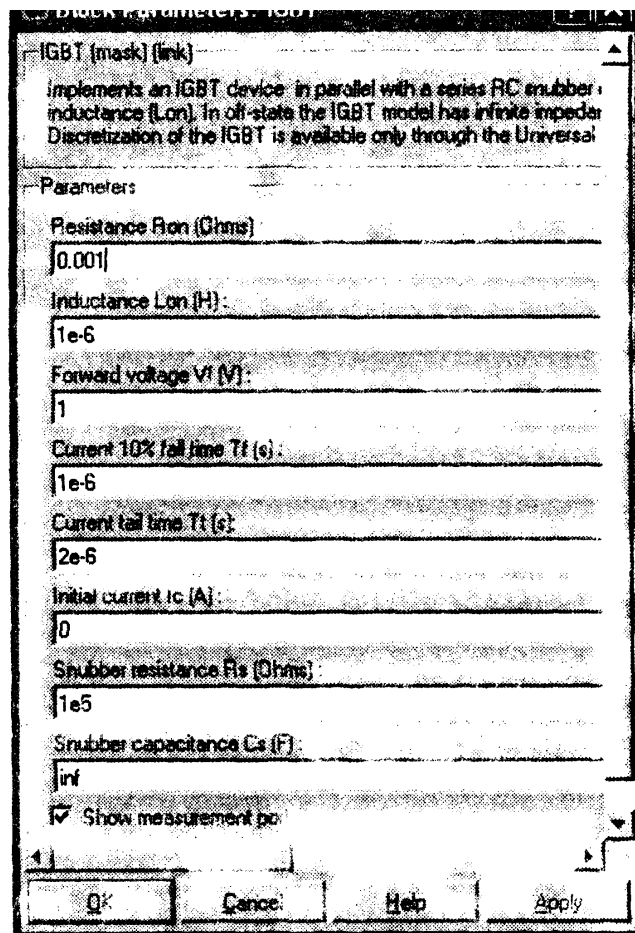 Block Parameters: IGBT
IGBT (mask) (link)
Implements an IGBT device in parallel with a series RC snubber
inductance (Lon). In off-state the IGBT model has infinite impedan
Discretization of the IGBT is available only through the Universal
Parameters
Resistance Ron (Ohms)
0.001
Inductance Lon (H) :
1e-6
Forward voltage Vf (V) :
1
Current 10% fall time Tf (s) :
1e-6
Current tail time Tt (s):
2e-6
Initial current Ic (A) :
0
Snubber resistance Rs (Ohms) :
1e5
Snubber capacitance Cs (F) :
inf
Show measurement po
OK Cancel Help Apply